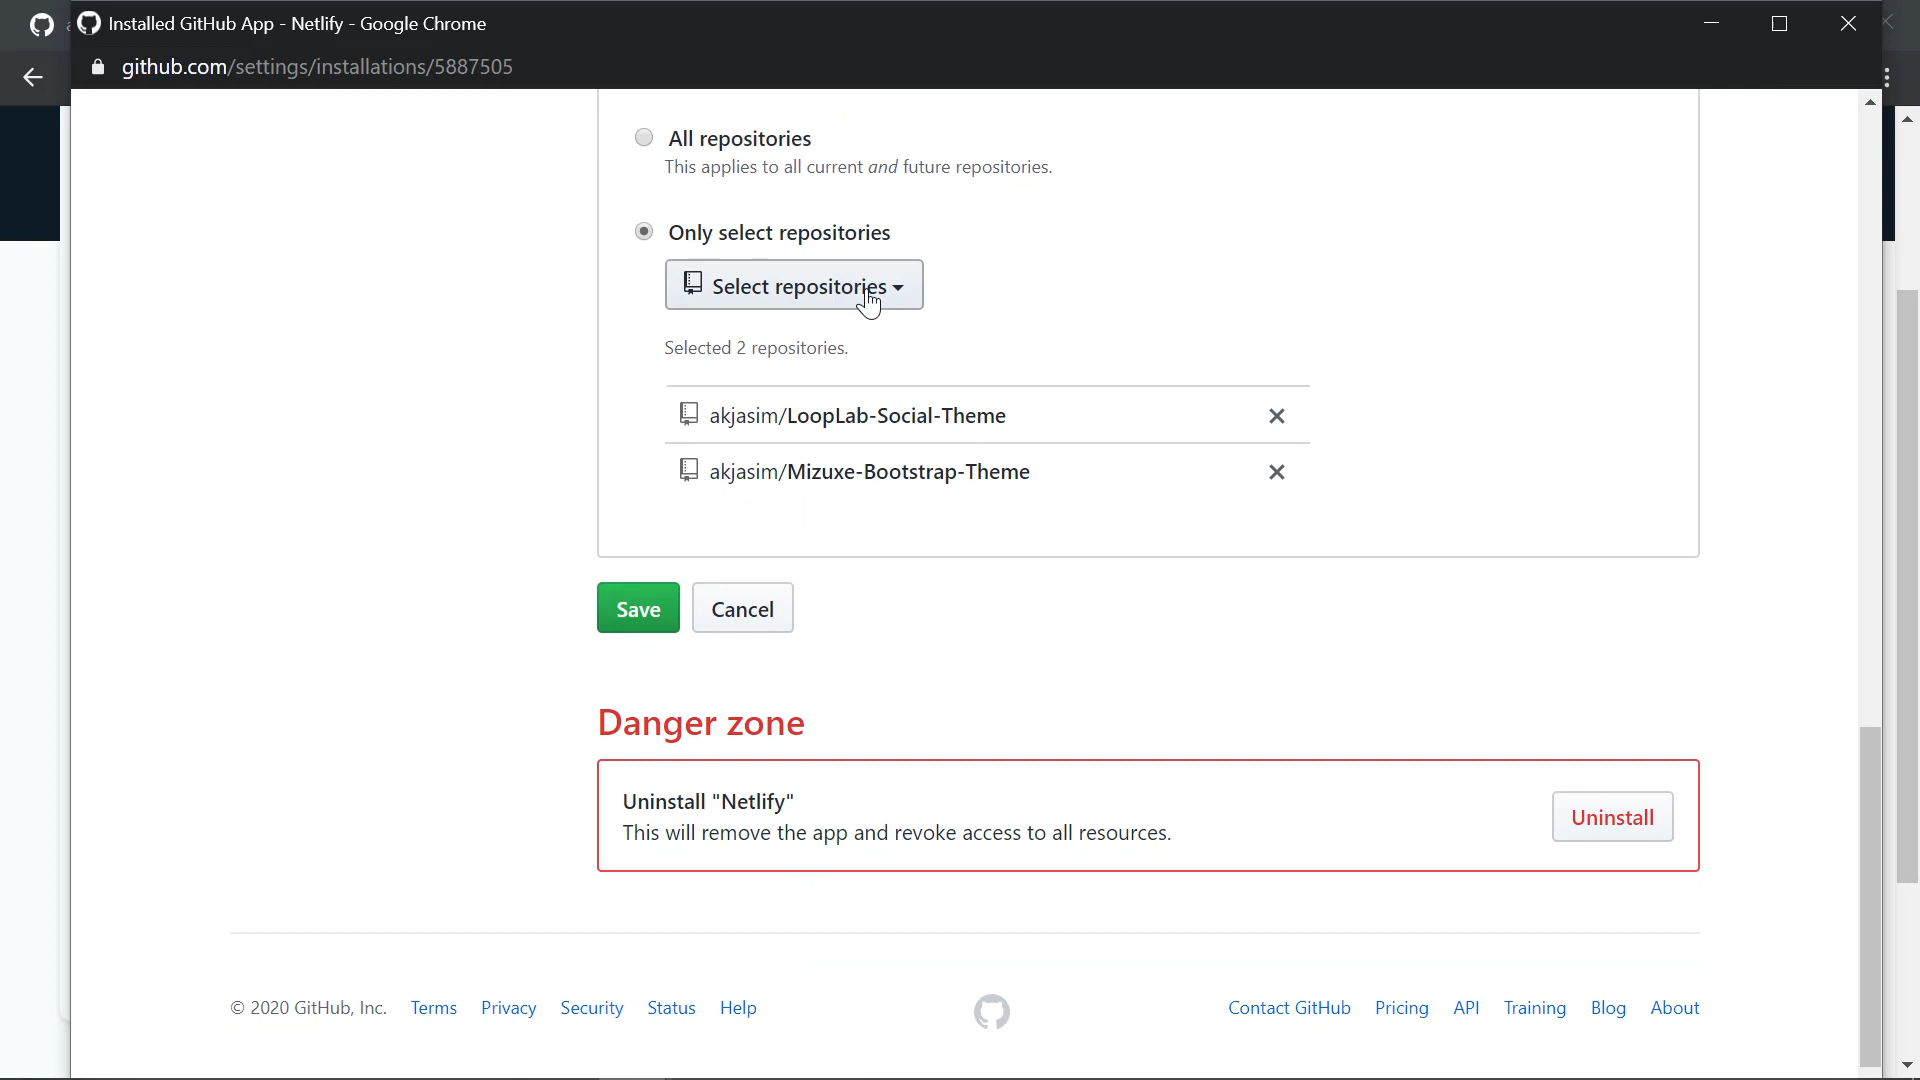 Installed GitHub App - Netlify - Google Chrome
github.com/settings/installations/5887505
All repositories
This applies to all current and future repositories.
Only select repositories
Select repositories
Selected 2 repositories.
akjasim/LoopLab-Social-Theme
akjasim/Mizuxe-Bootstrap-Theme
Save Cancel
Danger zone
Uninstall "Netlify"
This will remove the app and revoke access to all resources.
Uninstall
© 2020 GitHub, Inc. Terms Privacy Security Status Help Contact GitHub Pricing API Training Blog About